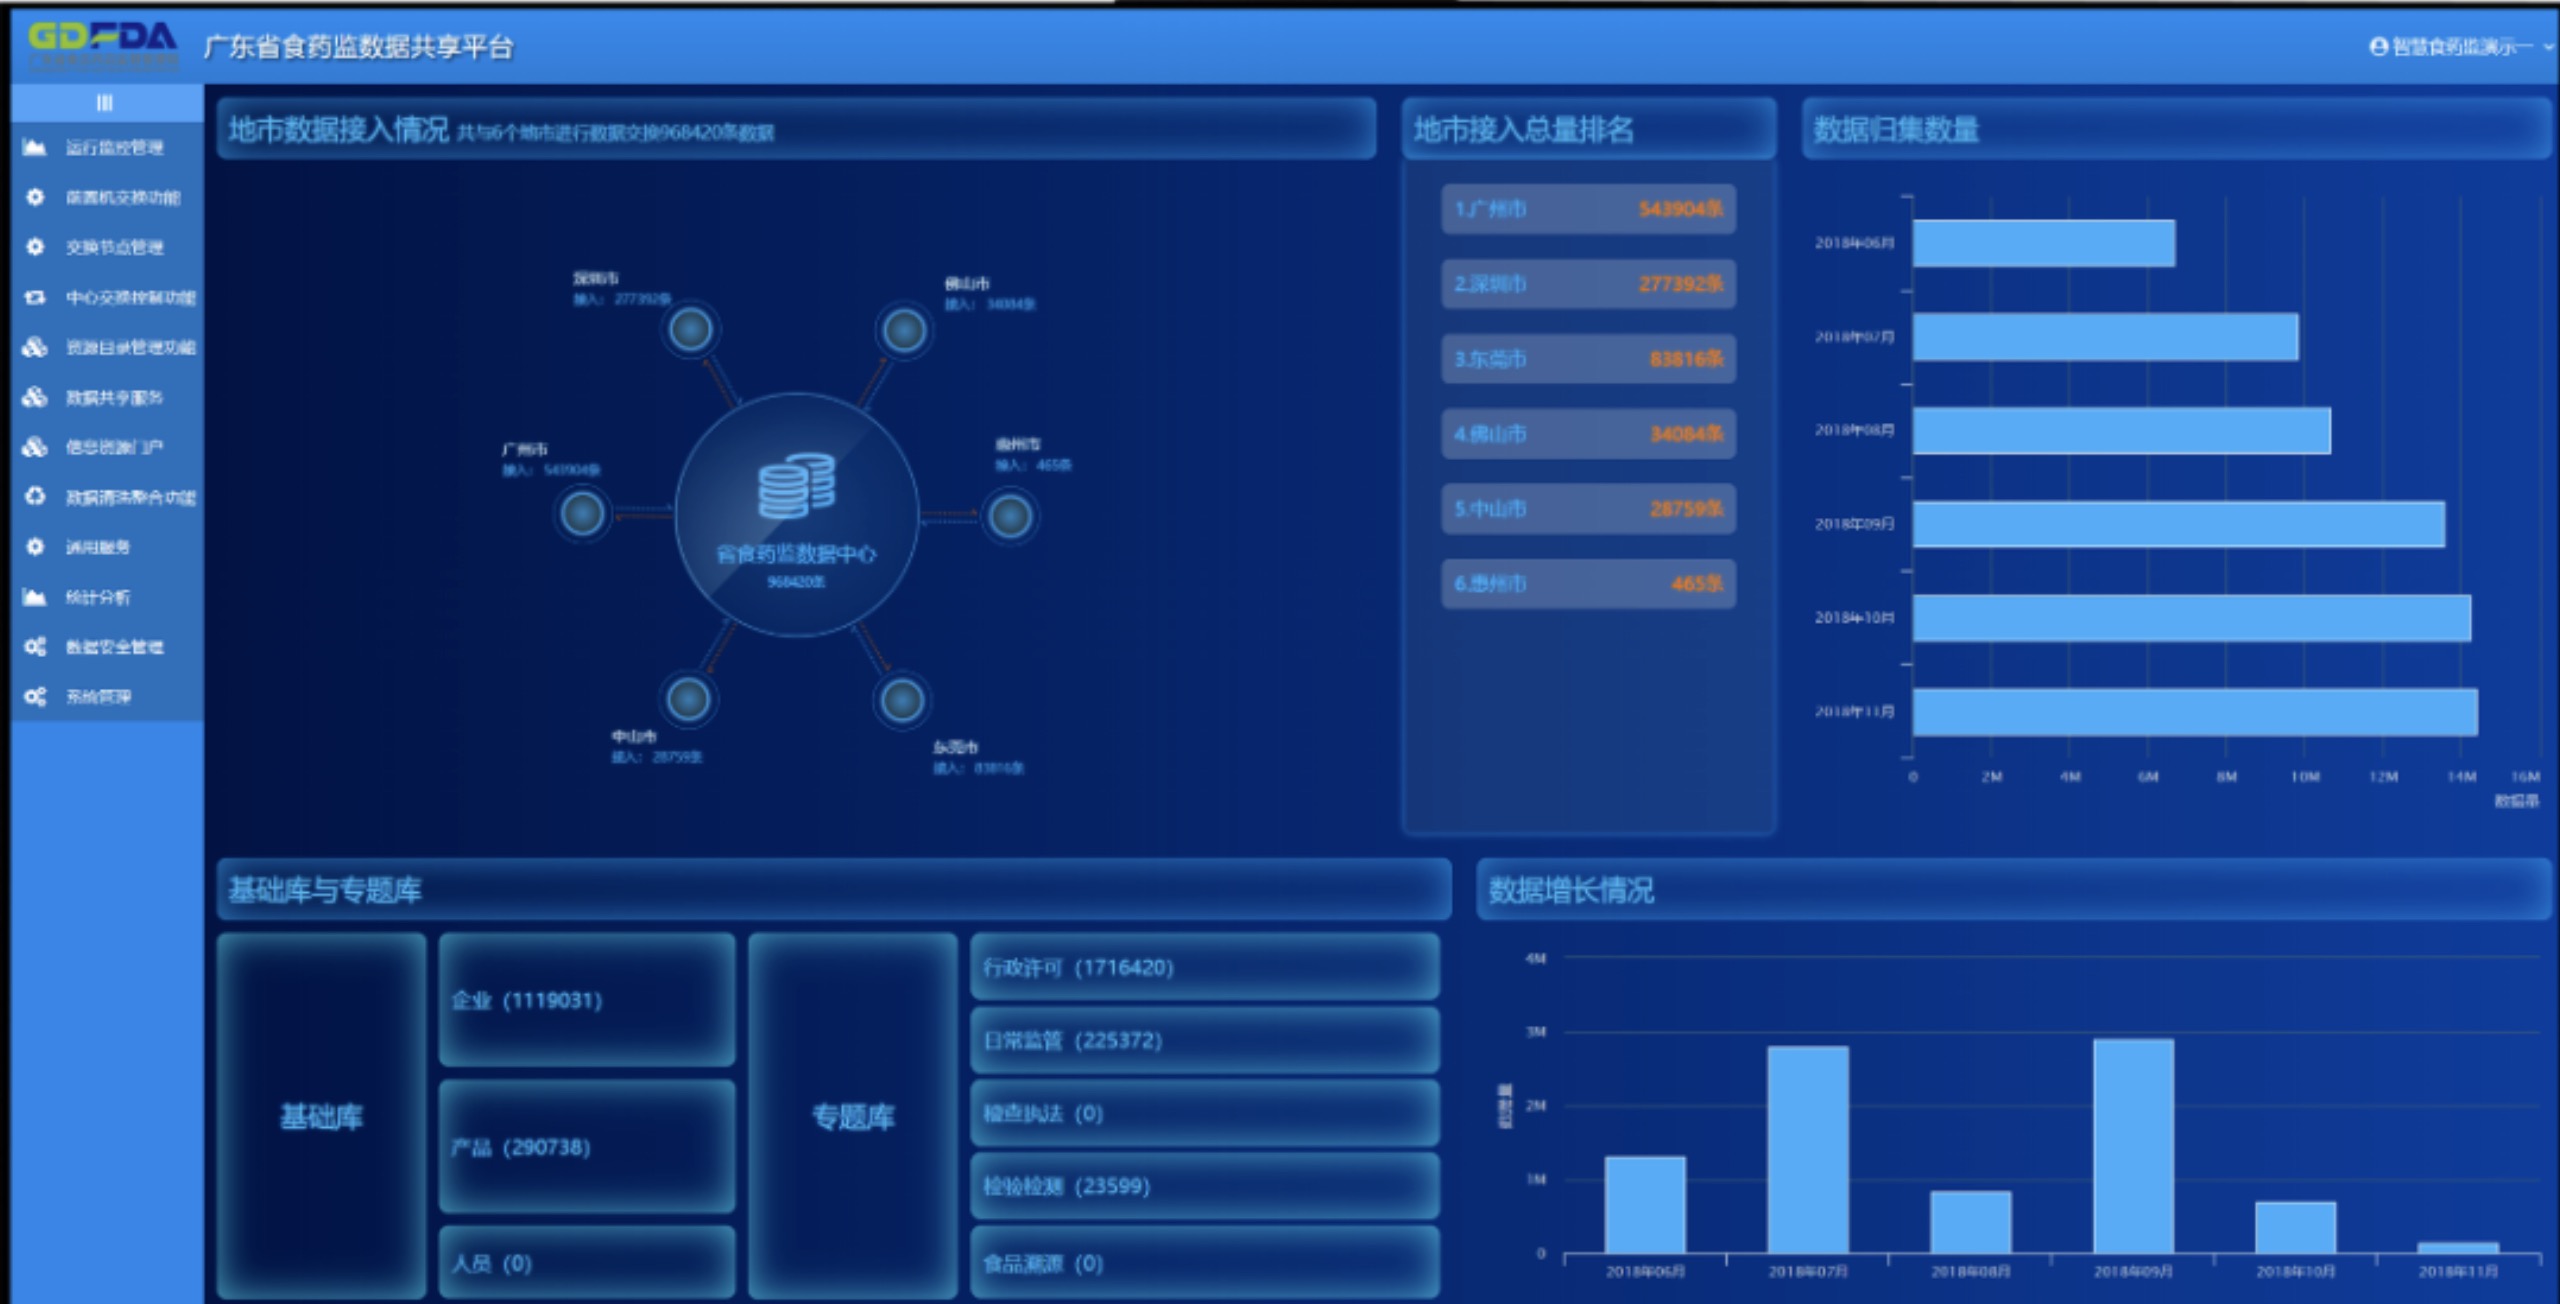 GDFDA
广东省食药监数据共享平台
智慧食药监演示一
运行监控管理
前置机交换功能
交换节点管理
中心交换控制功能
资源目录管理功能
数据共享服务
信息资源门户
数据清洗整合功能
通用服务
统计分析
数据安全管理
系统管理
地市数据接入情况 共与6个地市进行数据交换968420条数据
深圳市
接入: 277392条
佛山市
接入: 34084条
广州市
接入: 543904条
惠州市
接入: 465条
省食药监数据中心
968420条
中山市
接入: 28759条
东莞市
接入: 83816条
地市接入总量排名
1.广州市 543904条
2.深圳市 277392条
3.东莞市 83816条
4.佛山市 34084条
5.中山市 28759条
6.惠州市 465条
数据归集数量
2018年06月
2018年07月
2018年08月
2018年09月
2018年10月
2018年11月
0 2M 4M 6M 8M 10M 12M 14M 16M
数据量
基础库与专题库
基础库
企业 (1119031)
产品 (290738)
人员 (0)
专题库
行政许可 (1716420)
日常监管 (225372)
稽查执法 (0)
检验检测 (23599)
食品溯源 (0)
数据增长情况
4M
3M
2M
1M
0
数据量
2018年06月 2018年07月 2018年08月 2018年09月 2018年10月 2018年11月